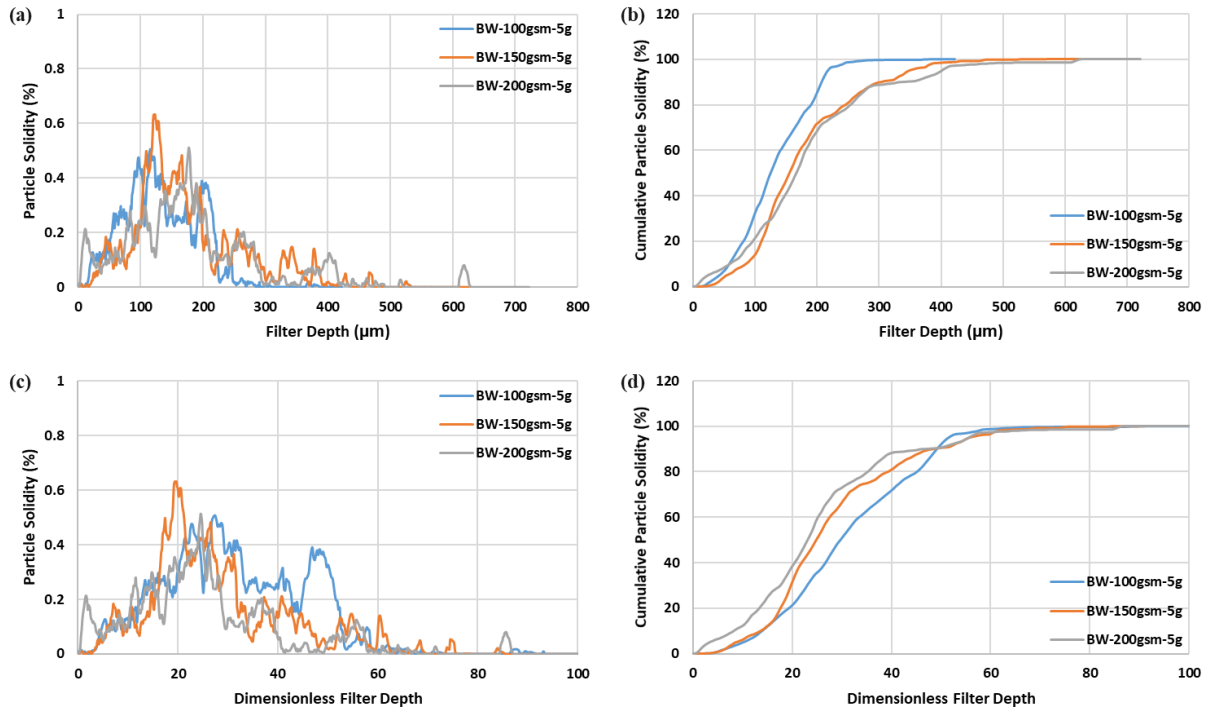 (a)
1
0.8
0.6
0.4
0.2
0
Particle Solidity (%)
BW-100gsm-5g
BW-150gsm-5g
BW-200gsm-5g
0 100 200 300 400 500 600 700 800
Filter Depth (µm)
(b)
120
100
80
60
40
20
0
Cumulative Particle Solidity (%)
BW-100gsm-5g
BW-150gsm-5g
BW-200gsm-5g
0 100 200 300 400 500 600 700 800
Filter Depth (µm)
(c)
1
0.8
0.6
0.4
0.2
0
Particle Solidity (%)
BW-100gsm-5g
BW-150gsm-5g
BW-200gsm-5g
0 20 40 60 80 100
Dimensionless Filter Depth
(d)
120
100
80
60
40
20
0
Cumulative Particle Solidity (%)
BW-100gsm-5g
BW-150gsm-5g
BW-200gsm-5g
0 20 40 60 80 100
Dimensionless Filter Depth